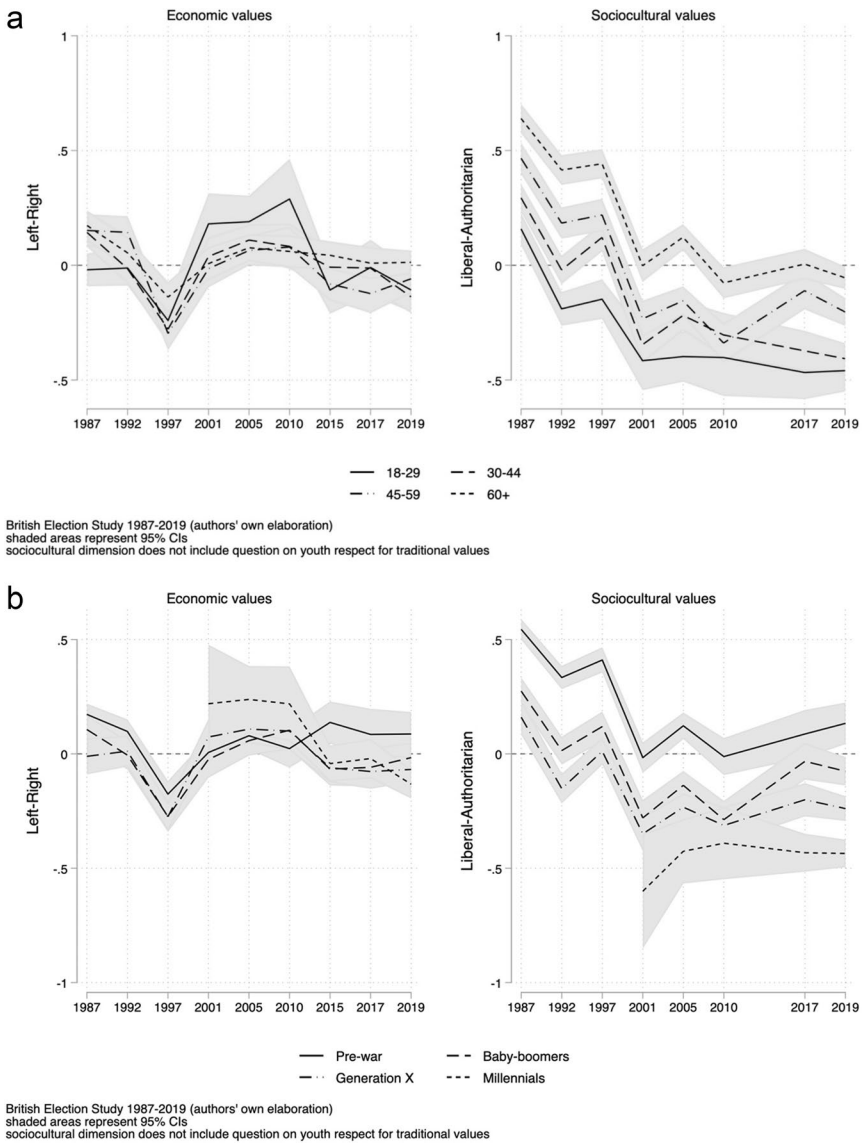 a
Economic values
Sociocultural values
Left-Right
1
.5
0
-.5
1987 1992 1997 2001 2005 2010 2015 2017 2019
Liberal-Authoritarian
1
.5
0
-.5
1987 1992 1997 2001 2005 2010 2017 2019
18-29
30-44
45-59
60+
British Election Study 1987-2019 (authors' own elaboration)
shaded areas represent 95% CIs
sociocultural dimension does not include question on youth respect for traditional values
b
Economic values
Sociocultural values
Left-Right
.5
0
-.5
-1
1987 1992 1997 2001 2005 2010 2015 2017 2019
Liberal-Authoritarian
.5
0
-.5
-1
1987 1992 1997 2001 2005 2010 2017 2019
Pre-war
Baby-boomers
Generation X
Millennials
British Election Study 1987-2019 (authors' own elaboration)
shaded areas represent 95% CIs
sociocultural dimension does not include question on youth respect for traditional values